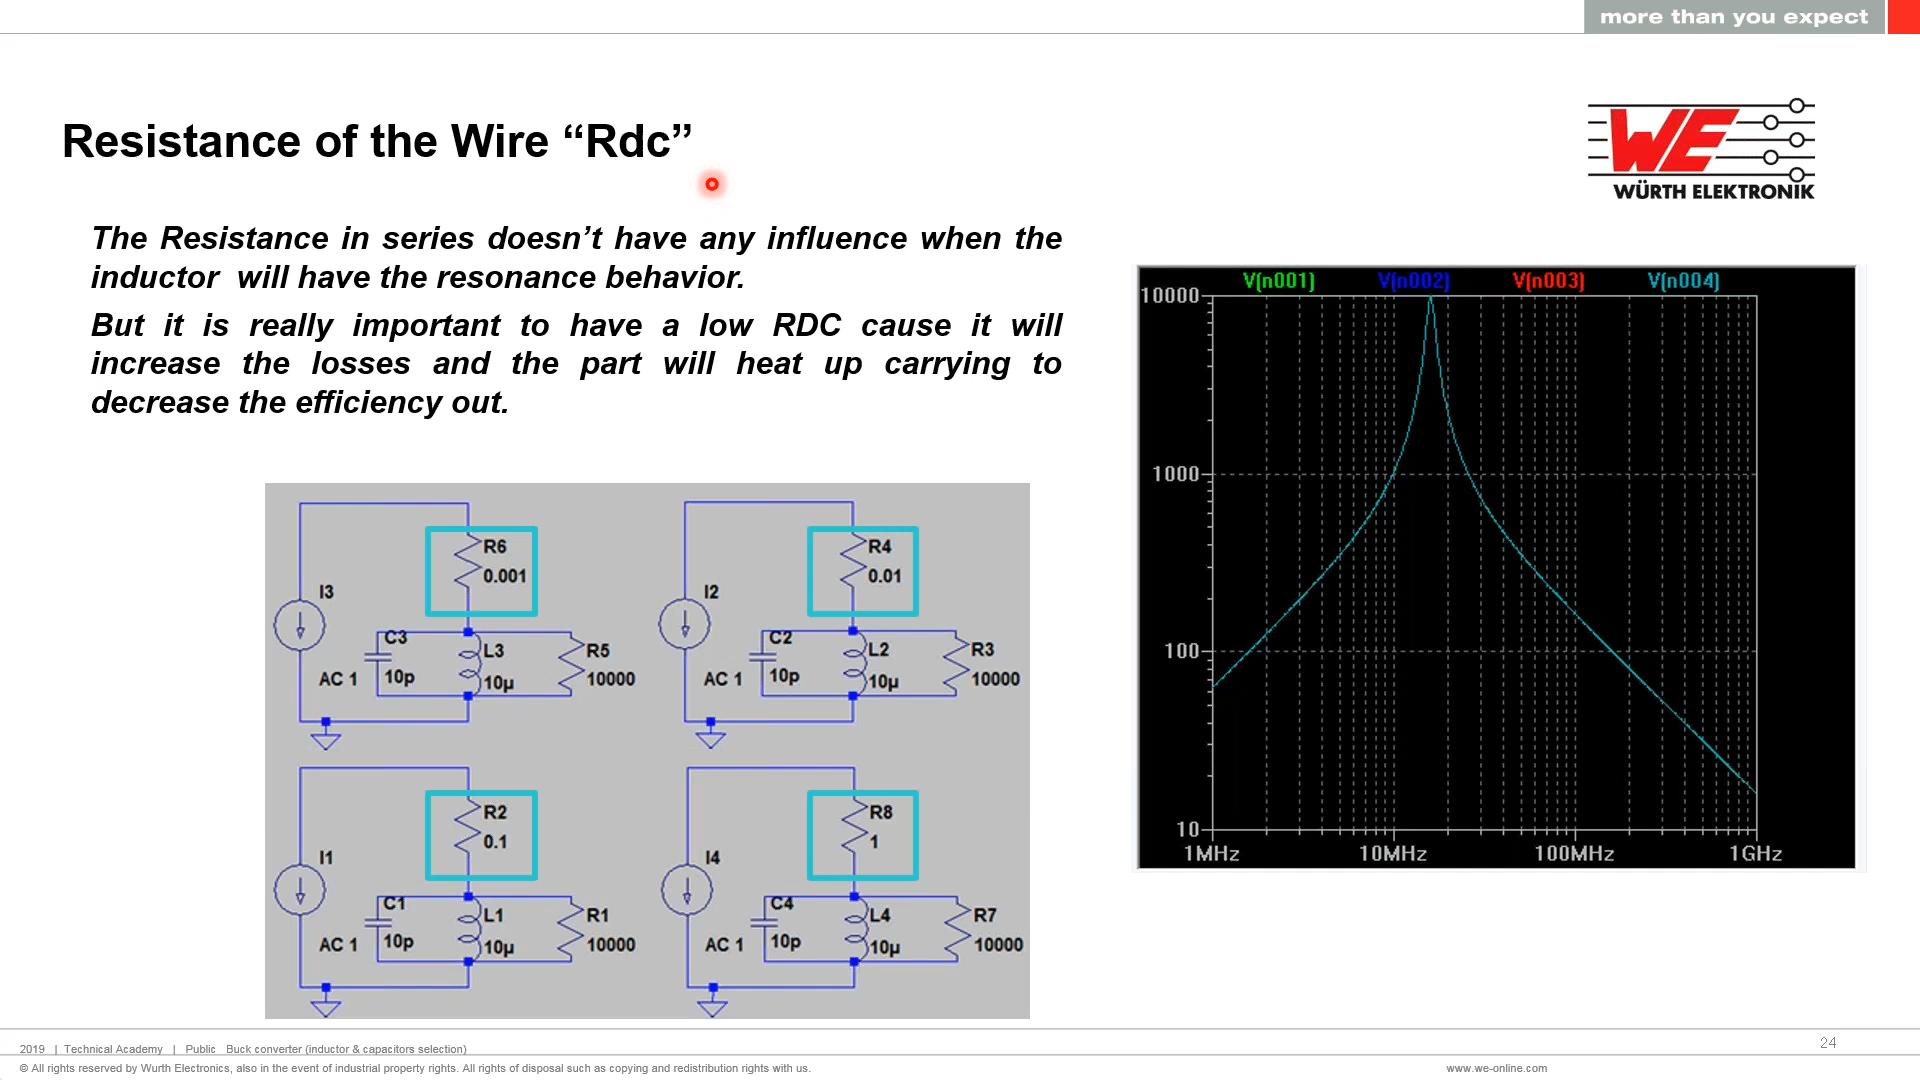 more than you expect
Resistance of the Wire “Rdc”
WE
WÜRTH ELEKTRONIK
The Resistance in series doesn’t have any influence when the
inductor will have the resonance behavior.
But it is really important to have a low RDC cause it will
increase the losses and the part will heat up carrying to
decrease the efficiency out.
R6
0.001
I3
C3
10p
L3
10µ
R5
10000
AC 1
R4
0.01
I2
C2
10p
L2
10µ
R3
10000
AC 1
R2
0.1
I1
C1
10p
L1
10µ
R1
10000
AC 1
R8
1
I4
C4
10p
L4
10µ
R7
10000
AC 1
V(n001) V(n002) V(n003) V(n004)
10000
1000
100
10
1MHz 10MHz 100MHz 1GHz
2019 | Technical Academy | Public Buck converter (inductor & capacitors selection)
24
© All rights reserved by Wurth Electronics, also in the event of industrial property rights. All rights of disposal such as copying and redistribution rights with us.
www.we-online.com